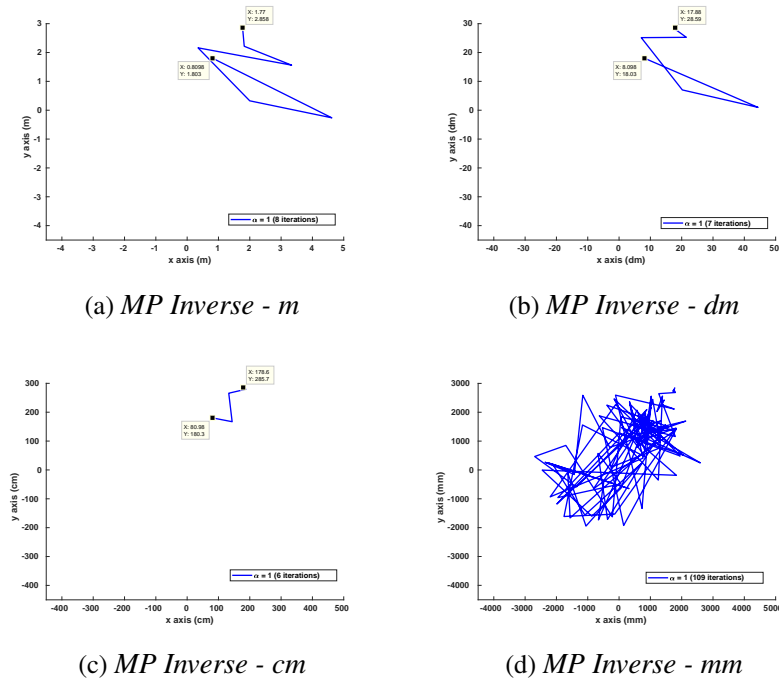 X: 1.77
Y: 2.858
X: 0.8098
Y: 1.803
3
2
1
0
-1
-2
-3
-4
y axis (m)
α = 1 (8 iterations)
-4 -3 -2 -1 0 1 2 3 4 5
x axis (m)
(a) MP Inverse - m
X: 17.86
Y: 28.59
X: 8.098
Y: 18.03
30
20
10
0
-10
-20
-30
-40
y axis (dm)
α = 1 (7 iterations)
-40 -30 -20 -10 0 10 20 30 40 50
x axis (dm)
(b) MP Inverse - dm
X: 178.6
Y: 285.7
X: 80.98
Y: 180.3
300
200
100
0
-100
-200
-300
-400
y axis (cm)
α = 1 (6 iterations)
-400 -300 -200 -100 0 100 200 300 400 500
x axis (cm)
(c) MP Inverse - cm
3000
2000
1000
0
-1000
-2000
-3000
-4000
y axis (mm)
α = 1 (109 iterations)
-4000 -3000 -2000 -1000 0 1000 2000 3000 4000 5000
x axis (mm)
(d) MP Inverse - mm